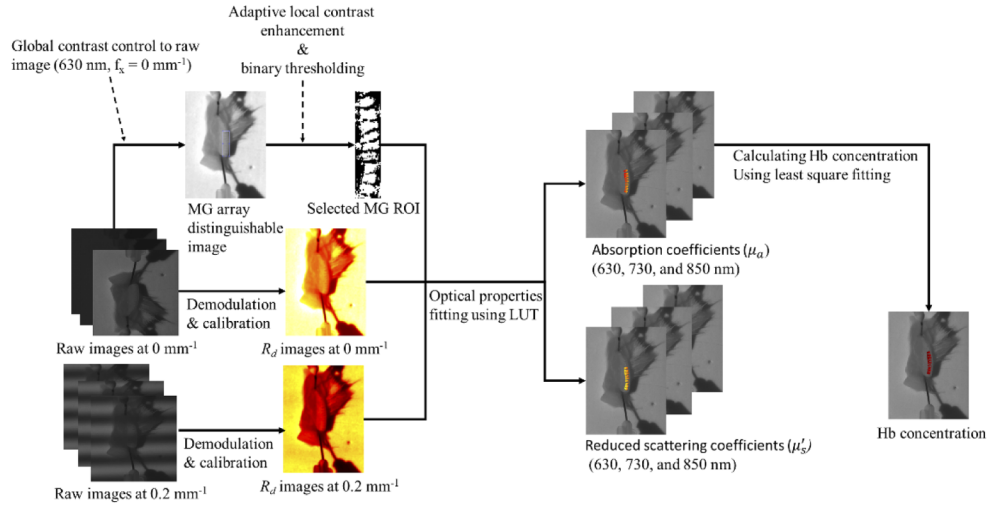 Global contrast control to raw
image (630 nm, fₓ = 0 mm⁻¹)
Adaptive local contrast
enhancement
&
binary thresholding
MG array
distinguishable
image
Selected MG ROI
Demodulation
& calibration
Raw images at 0 mm⁻¹
R_d images at 0 mm⁻¹
Demodulation
& calibration
Raw images at 0.2 mm⁻¹
R_d images at 0.2 mm⁻¹
Optical properties
fitting using LUT
Absorption coefficients (μₐ)
(630, 730, and 850 nm)
Reduced scattering coefficients (μ′ₛ)
(630, 730, and 850 nm)
Calculating Hb concentration
Using least square fitting
Hb concentration